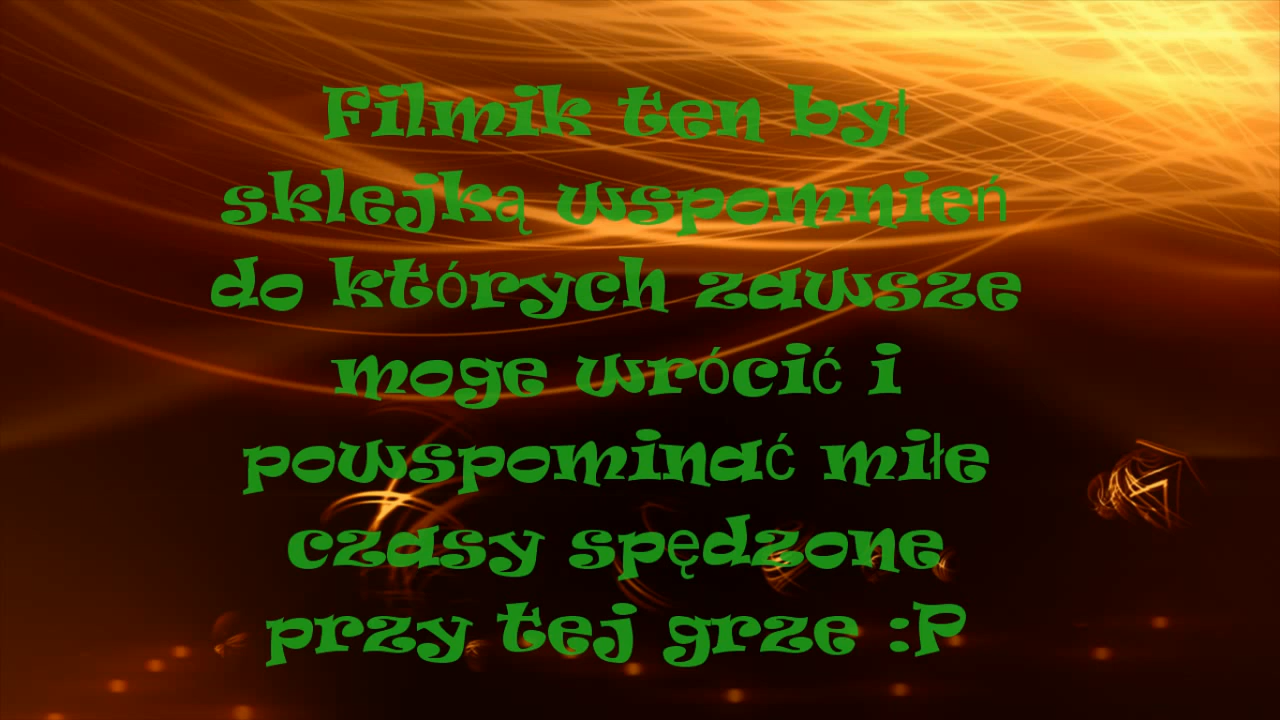 Filmik ten był
sklejką wspomnień
do których zawsze
moge wrócić i
powspominać miłe
czasy spędzone
przy tej grze :P